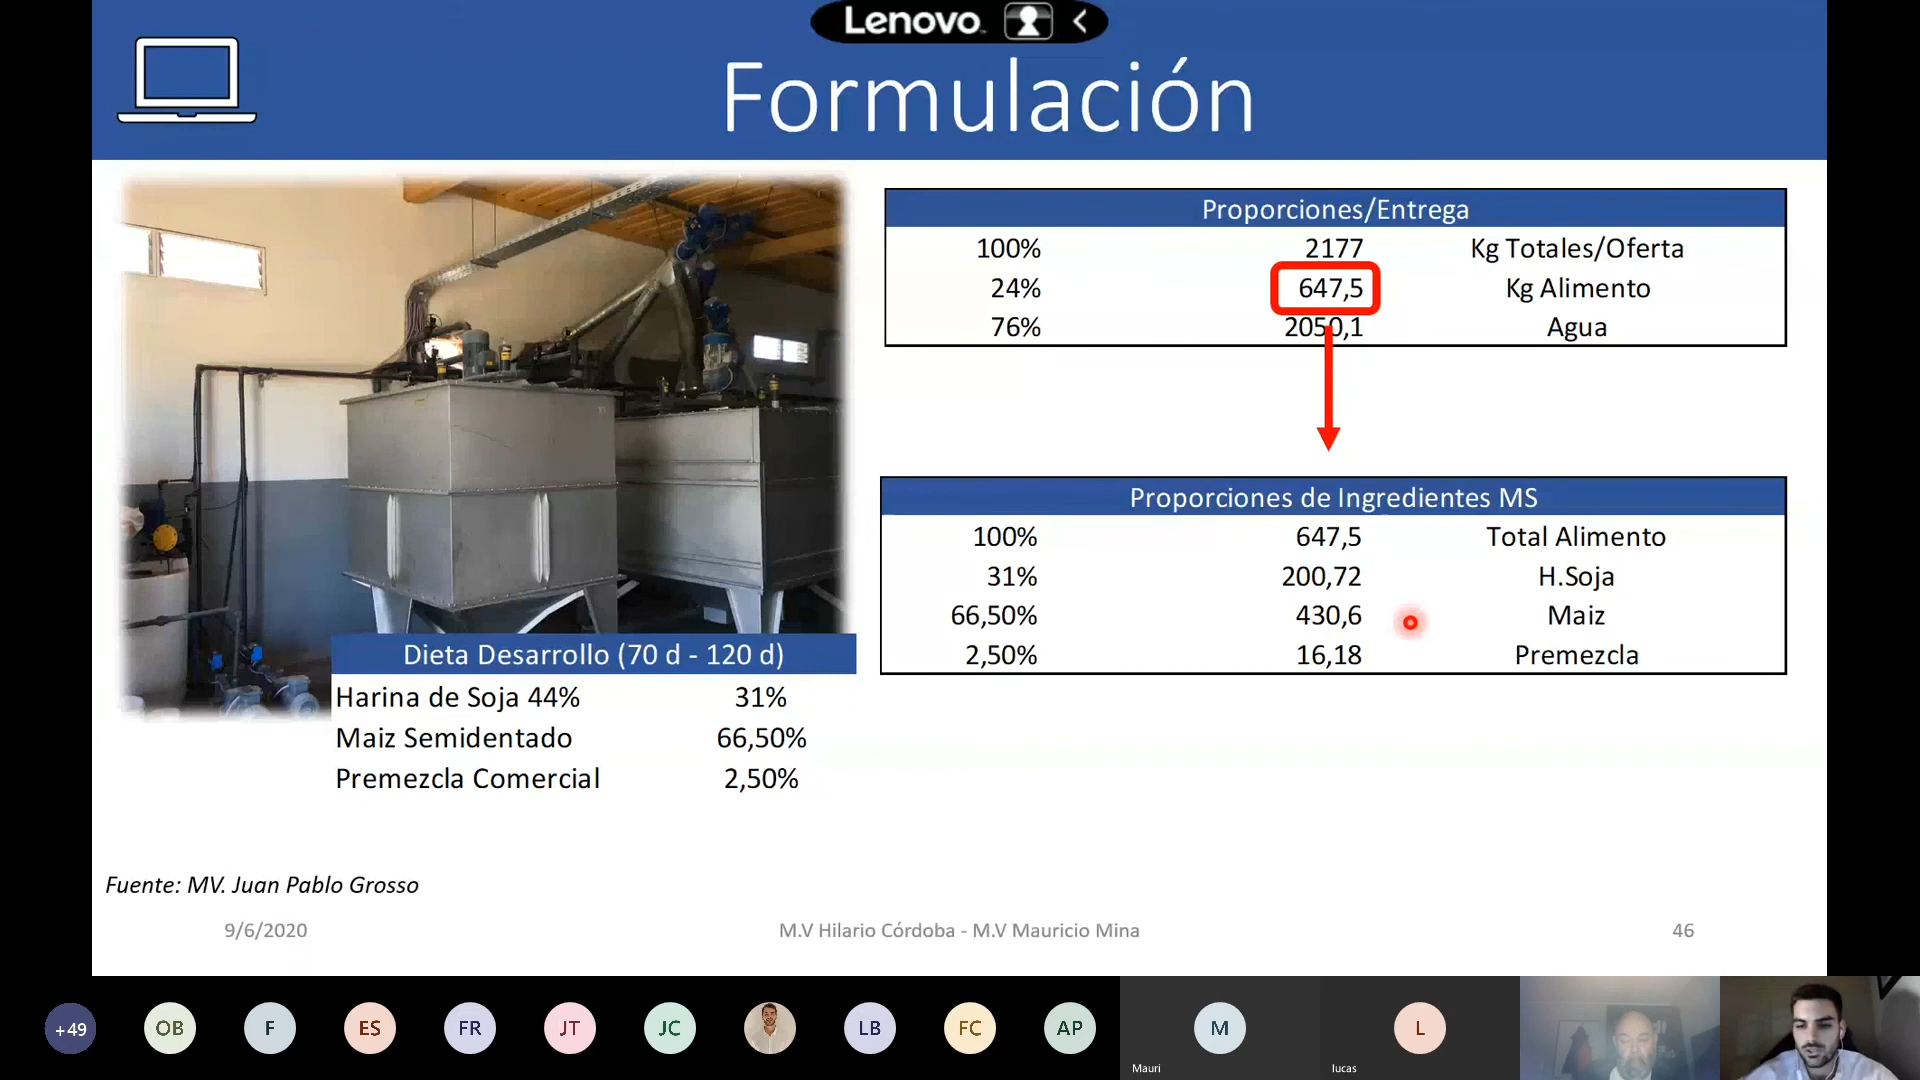 Lenovo
Formulación
Proporciones/Entrega
100% 2177 Kg Totales/Oferta
24% 647,5 Kg Alimento
76% 2050,1 Agua
Proporciones de Ingredientes MS
100% 647,5 Total Alimento
31% 200,72 H.Soja
66,50% 430,6 Maiz
2,50% 16,18 Premezcla
Dieta Desarrollo (70 d - 120 d)
Harina de Soja 44% 31%
Maiz Semidentado 66,50%
Premezcla Comercial 2,50%
Fuente: MV. Juan Pablo Grosso
9/6/2020 M.V Hilario Córdoba - M.V Mauricio Mina 46
+49 OB F ES FR JT JC LB FC AP M L
Mauri lucas